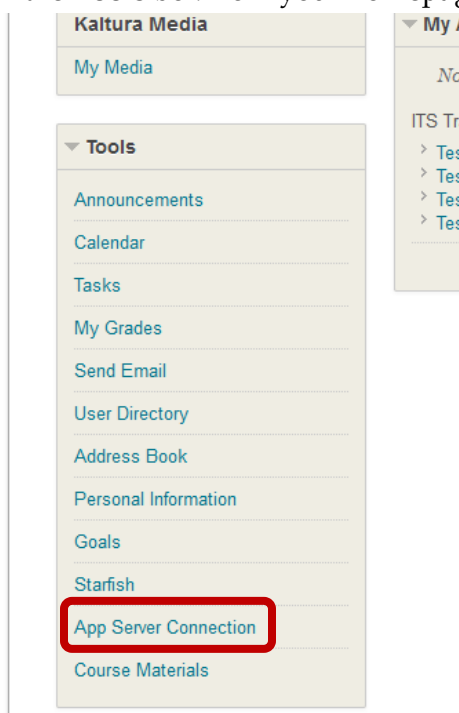 Kaltura Media
My Media
Tools
Announcements
Calendar
Tasks
My Grades
Send Email
User Directory
Address Book
Personal Information
Goals
Starfish
App Server Connection
Course Materials
My
ITS